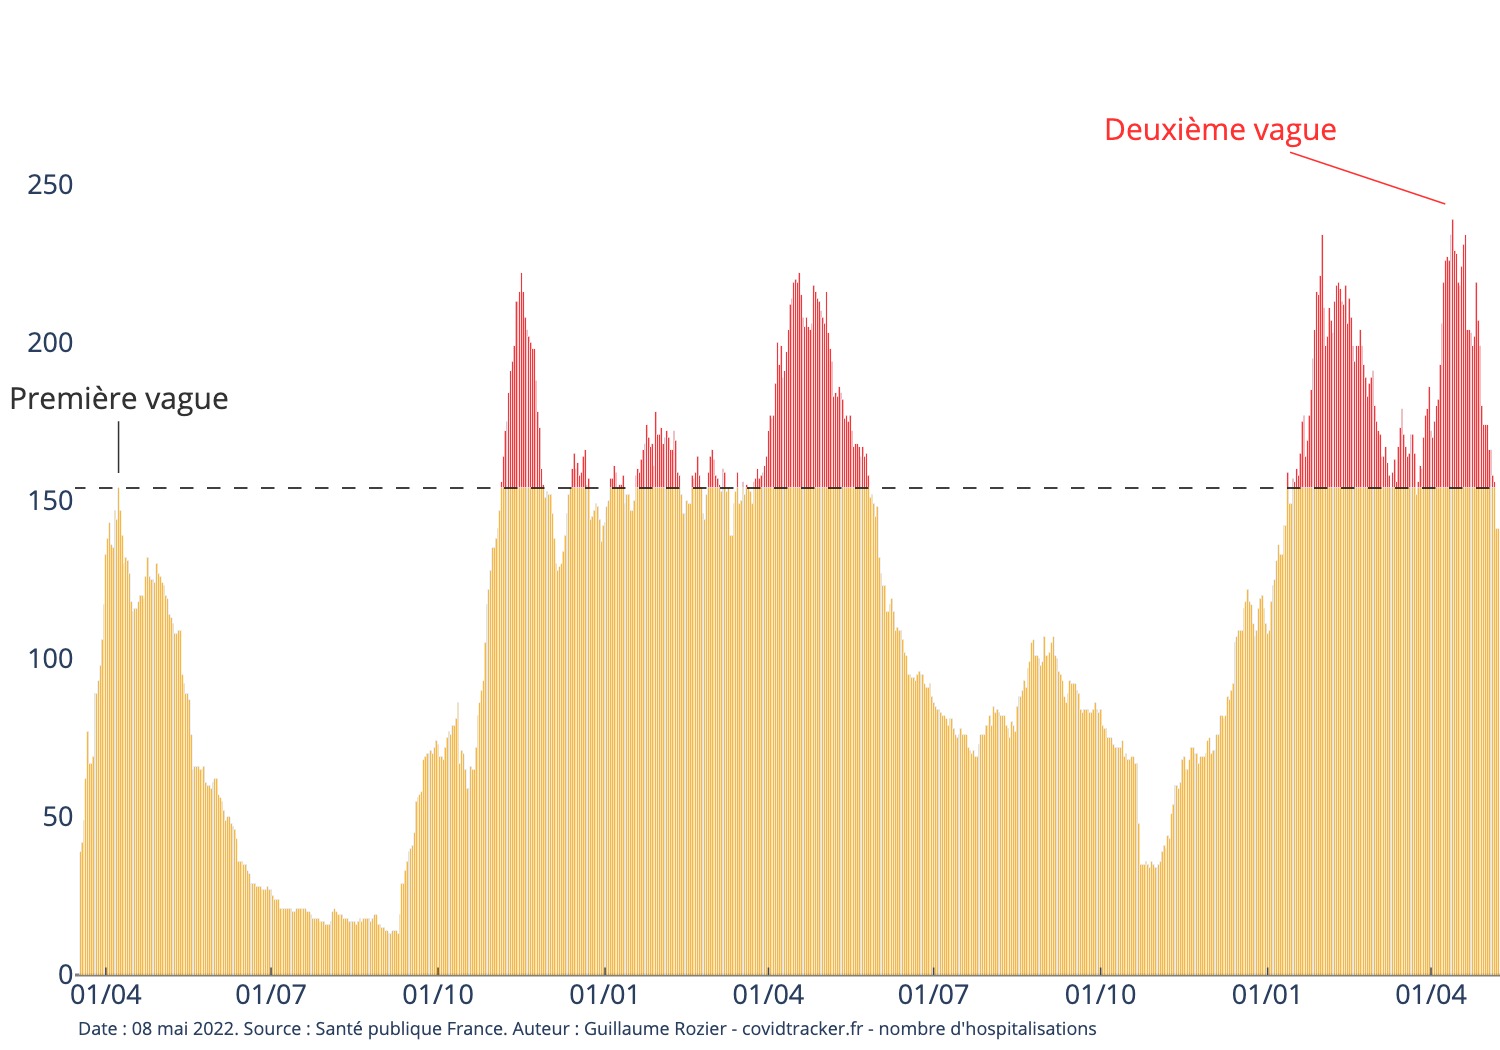 Deuxième vague
250
200
Première vague
150
100
50
0
01/04 01/07 01/10 01/01 01/04 01/07 01/10 01/01 01/04
Date : 08 mai 2022. Source : Santé publique France. Auteur : Guillaume Rozier - covidtracker.fr - nombre d'hospitalisations